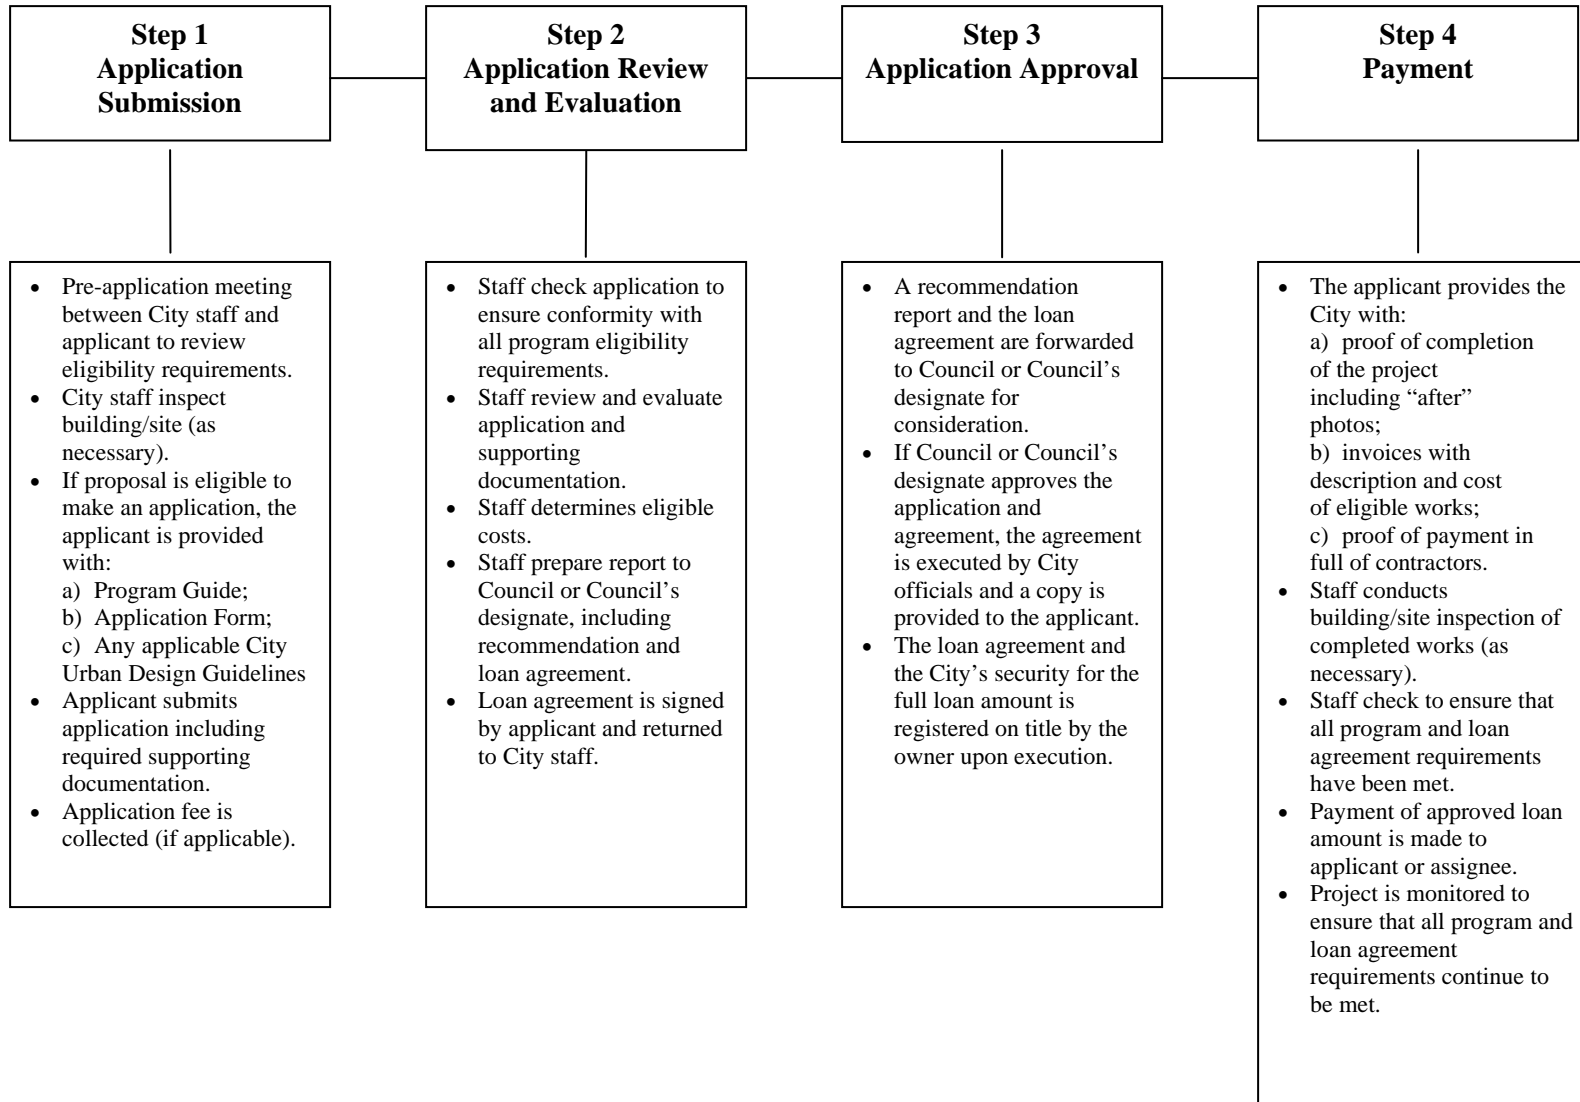 Step 1
Application
Submission
Step 2
Application Review
and Evaluation
Step 3
Application Approval
Step 4
Payment
• Pre-application meeting
between City staff and
applicant to review
eligibility requirements.
• City staff inspect
building/site (as
necessary).
• If proposal is eligible to
make an application, the
applicant is provided
with:
a) Program Guide;
b) Application Form;
c) Any applicable City
Urban Design Guidelines
• Applicant submits
application including
required supporting
documentation.
• Application fee is
collected (if applicable).
• Staff check application to
ensure conformity with
all program eligibility
requirements.
• Staff review and evaluate
application and
supporting
documentation.
• Staff determines eligible
costs.
• Staff prepare report to
Council or Council’s
designate, including
recommendation and
loan agreement.
• Loan agreement is signed
by applicant and returned
to City staff.
• A recommendation
report and the loan
agreement are forwarded
to Council or Council’s
designate for
consideration.
• If Council or Council’s
designate approves the
application and
agreement, the agreement
is executed by City
officials and a copy is
provided to the applicant.
• The loan agreement and
the City’s security for the
full loan amount is
registered on title by the
owner upon execution.
• The applicant provides the
City with:
a) proof of completion
of the project
including “after”
photos;
b) invoices with
description and cost
of eligible works;
c) proof of payment in
full of contractors.
• Staff conducts
building/site inspection of
completed works (as
necessary).
• Staff check to ensure that
all program and loan
agreement requirements
have been met.
• Payment of approved loan
amount is made to
applicant or assignee.
• Project is monitored to
ensure that all program and
loan agreement
requirements continue to
be met.